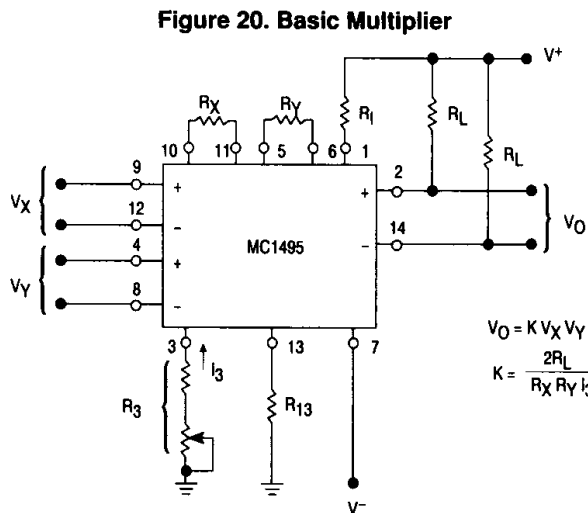 Figure 20. Basic Multiplier
V+
RX
RY
RI
RL
RL
10
11
5
6
1
9
+
2
+
VX
12
−
4
+
MC1495
14
−
VO
VY
8
−
3
I3
13
7
VO = K VX VY
K = 2RL
RX RY I3
R3
R13
V−